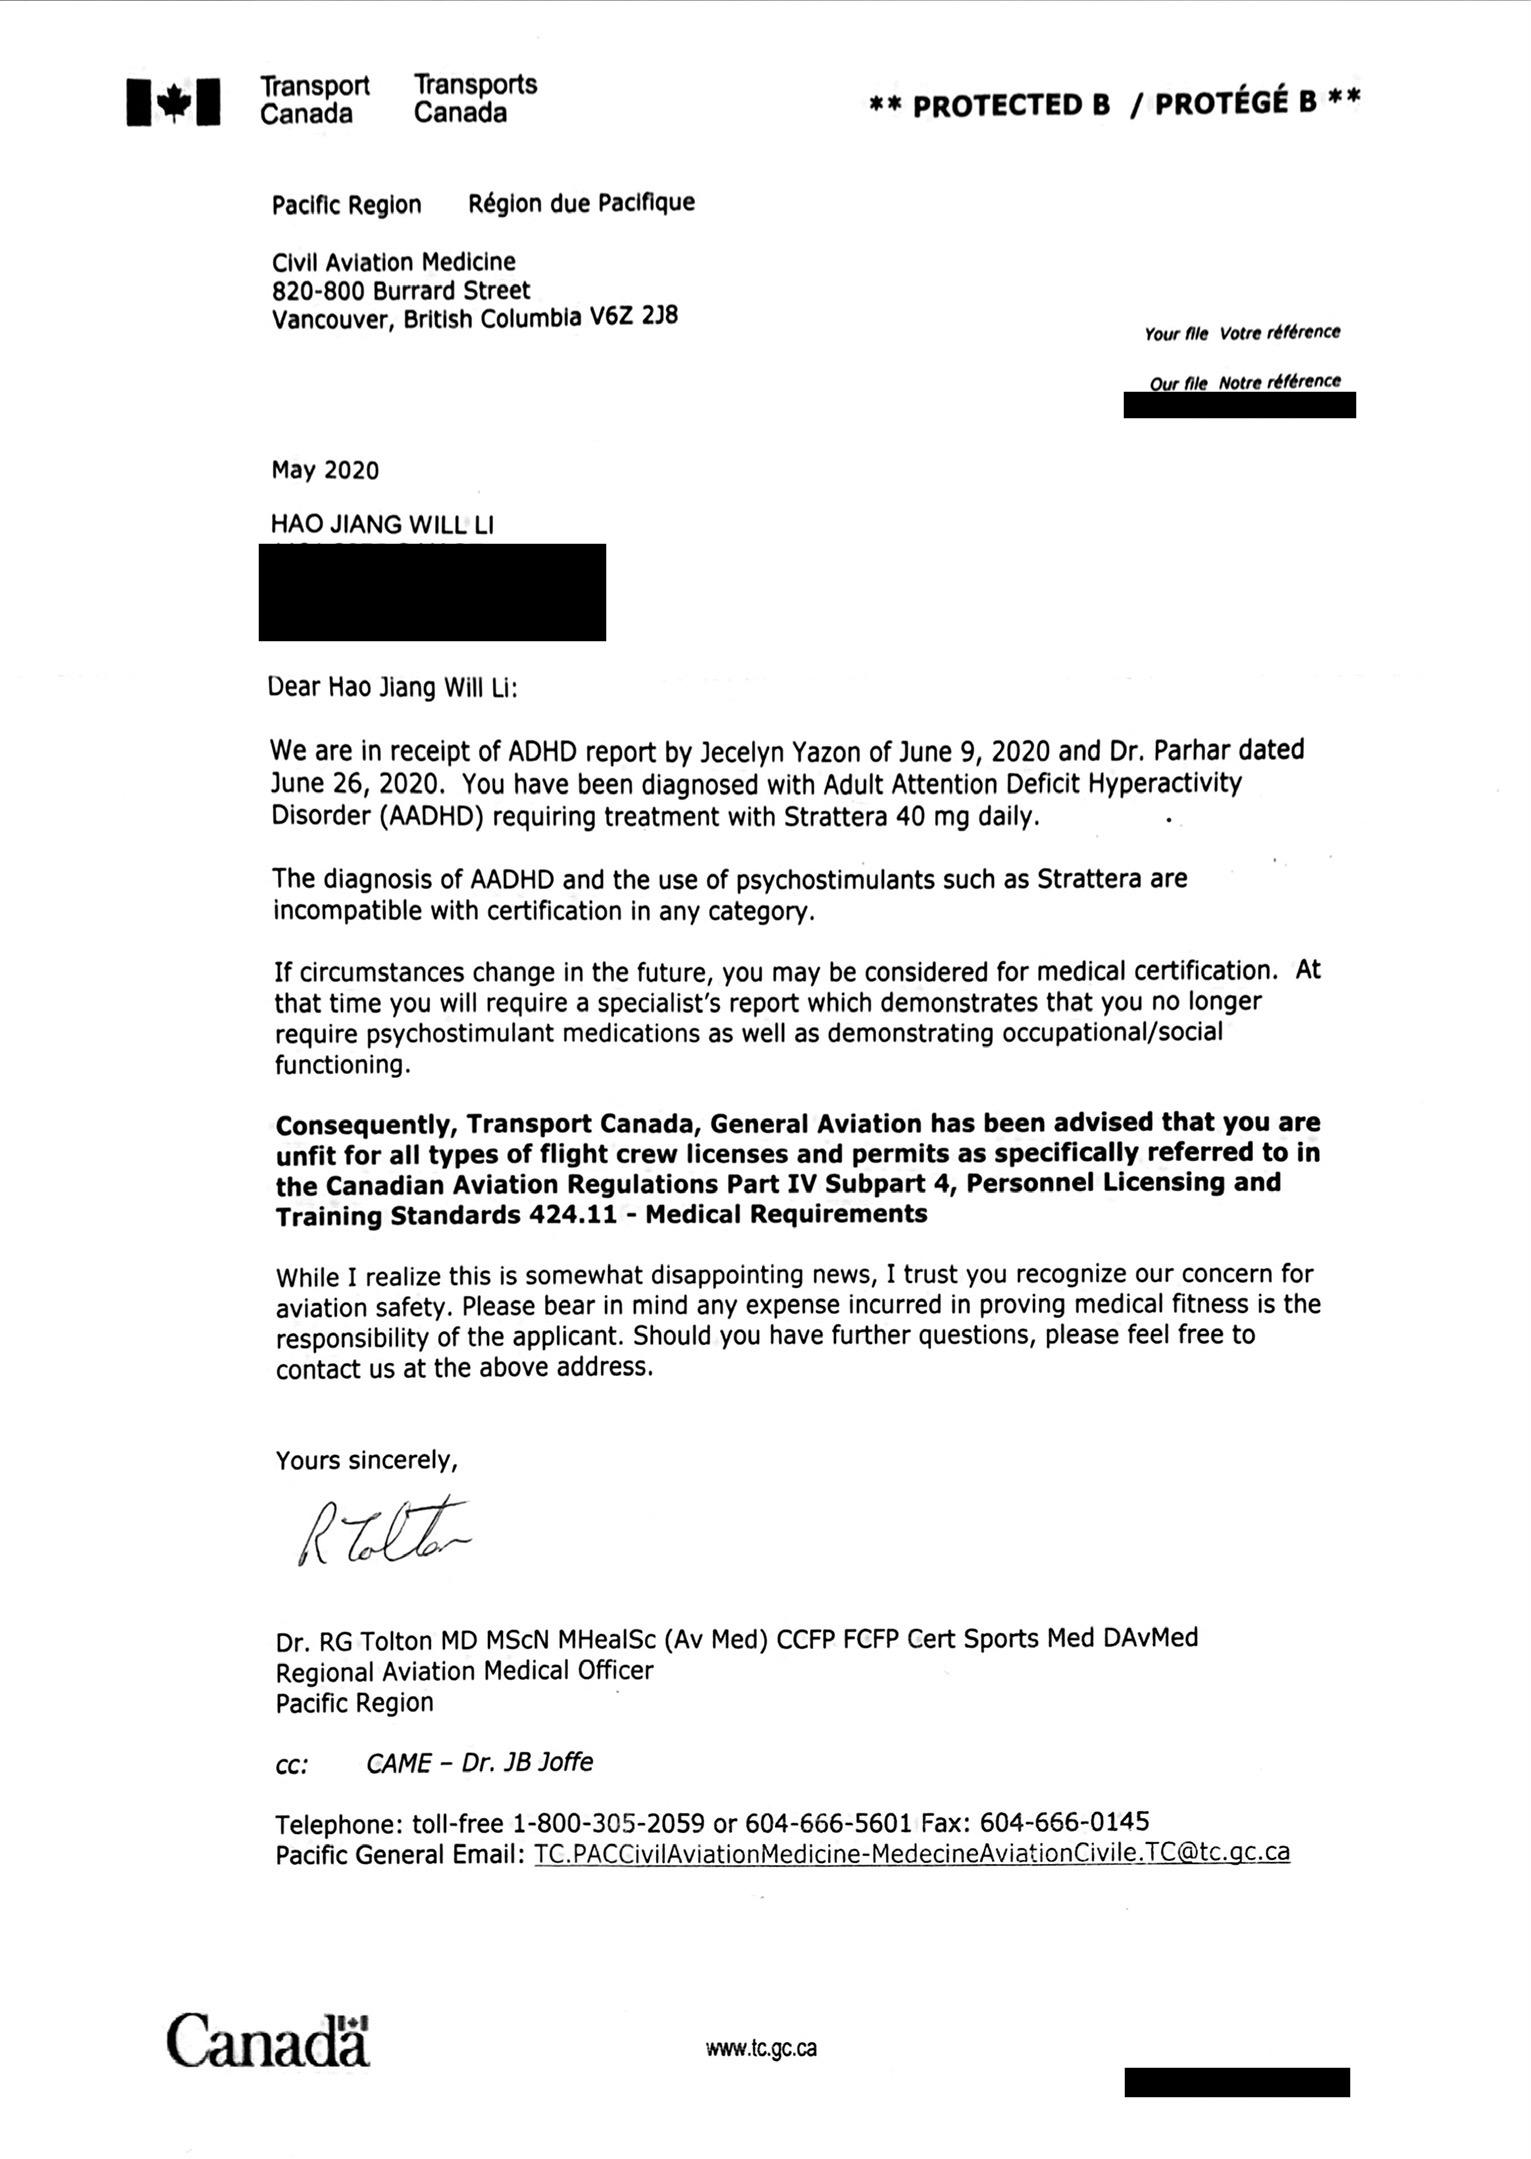 Transport Canada
Transports Canada
** PROTECTED B / PROTÉGÉ B **
Pacific Region Région due Pacifique
Civil Aviation Medicine
820-800 Burrard Street
Vancouver, British Columbia V6Z 2J8
Your file Votre référence
Our file Notre référence
May 2020
HAO JIANG WILL LI
Dear Hao Jiang Will Li:
We are in receipt of ADHD report by Jecelyn Yazon of June 9, 2020 and Dr. Parhar dated
June 26, 2020. You have been diagnosed with Adult Attention Deficit Hyperactivity
Disorder (AADHD) requiring treatment with Strattera 40 mg daily.
The diagnosis of AADHD and the use of psychostimulants such as Strattera are
incompatible with certification in any category.
If circumstances change in the future, you may be considered for medical certification. At
that time you will require a specialist's report which demonstrates that you no longer
require psychostimulant medications as well as demonstrating occupational/social
functioning.
Consequently, Transport Canada, General Aviation has been advised that you are
unfit for all types of flight crew licenses and permits as specifically referred to in
the Canadian Aviation Regulations Part IV Subpart 4, Personnel Licensing and
Training Standards 424.11 - Medical Requirements
While I realize this is somewhat disappointing news, I trust you recognize our concern for
aviation safety. Please bear in mind any expense incurred in proving medical fitness is the
responsibility of the applicant. Should you have further questions, please feel free to
contact us at the above address.
Yours sincerely,
R Tolton
Dr. RG Tolton MD MScN MHealSc (Av Med) CCFP FCFP Cert Sports Med DAvMed
Regional Aviation Medical Officer
Pacific Region
cc: CAME – Dr. JB Joffe
Telephone: toll-free 1-800-305-2059 or 604-666-5601 Fax: 604-666-0145
Pacific General Email: TC.PACCivilAviationMedicine-MedecineAviationCivile.TC@tc.gc.ca
Canada
www.tc.gc.ca